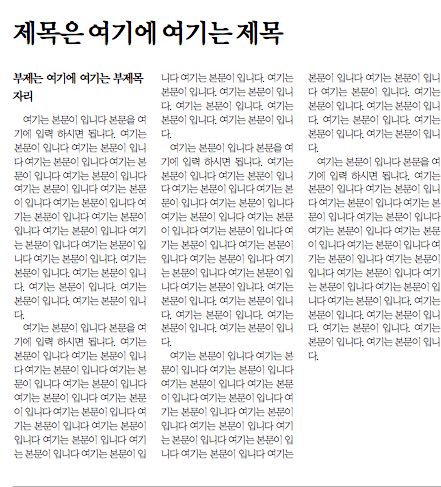 제목은 여기에 여기는 제목
부제는 여기에 여기는 부제목
자리
여기는 본문이 입니다 본문을 여
기에 입력 하시면 됩니다. 여기는
본문이 입니다 여기는 본문이 입니
다 여기는 본문이 입니다 여기는 본
문이 입니다 여기는 본문이 입니다
여기는 본문이 입니다 여기는 본문
이 입니다 여기는 본문이 입니다 여
기는 본문이 입니다 여기는 본문이
입니다 여기는 본문이 입니다 여기
는 본문이 입니다 여기는 본문이 입
니다 여기는 본문이 입니다. 여기는
본문이 입니다. 여기는 본문이 입니
다. 여기는 본문이 입니다. 여기는
본문이 입니다. 여기는 본문이 입니
다.
여기는 본문이 입니다 본문을 여
기에 입력 하시면 됩니다. 여기는
본문이 입니다 여기는 본문이 입니
다 여기는 본문이 입니다 여기는 본
문이 입니다 여기는 본문이 입니다
여기는 본문이 입니다 여기는 본문
이 입니다 여기는 본문이 입니다 여
기는 본문이 입니다 여기는 본문이
입니다 여기는 본문이 입니다 여기
는 본문이 입니다 여기는 본문이 입
니다 여기는 본문이 입니다. 여기는
본문이 입니다. 여기는 본문이 입니
다. 여기는 본문이 입니다. 여기는
본문이 입니다. 여기는 본문이 입니
다.
여기는 본문이 입니다 본문을 여
기에 입력 하시면 됩니다. 여기는
본문이 입니다 여기는 본문이 입니
다 여기는 본문이 입니다 여기는 본
문이 입니다 여기는 본문이 입니다
여기는 본문이 입니다 여기는 본문
이 입니다 여기는 본문이 입니다 여
기는 본문이 입니다 여기는 본문이
입니다 여기는 본문이 입니다 여기
는 본문이 입니다 여기는 본문이 입
니다 여기는 본문이 입니다. 여기는
본문이 입니다. 여기는 본문이 입니
다. 여기는 본문이 입니다. 여기는
본문이 입니다. 여기는 본문이 입니
다.
여기는 본문이 입니다 여기는 본
문이 입니다 여기는 본문이 입니다
여기는 본문이 입니다 여기는 본문
이 입니다 여기는 본문이 입니다 여
기는 본문이 입니다 여기는 본문이
입니다 여기는 본문이 입니다 여기
는 본문이 입니다 여기는 본문이 입
니다 여기는 본문이 입니다 여기는
본문이 입니다 여기는 본문이 입니
다. 여기는 본문이 입니다. 여기는
본문이 입니다. 여기는 본문이 입니
다. 여기는 본문이 입니다. 여기는
본문이 입니다. 여기는 본문이 입니
다.
여기는 본문이 입니다 본문을 여
기에 입력 하시면 됩니다. 여기는
본문이 입니다 여기는 본문이 입니
다 여기는 본문이 입니다 여기는 본
문이 입니다 여기는 본문이 입니다
여기는 본문이 입니다 여기는 본문
이 입니다 여기는 본문이 입니다 여
기는 본문이 입니다 여기는 본문이
입니다 여기는 본문이 입니다 여기
는 본문이 입니다 여기는 본문이 입
니다 여기는 본문이 입니다. 여기는
본문이 입니다. 여기는 본문이 입니
다. 여기는 본문이 입니다. 여기는
본문이 입니다. 여기는 본문이 입니
다.